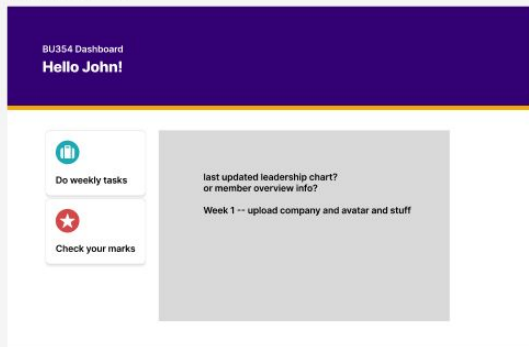 BU354 Dashboard
Hello John!
Do weekly tasks
Check your marks
last updated leadership chart?
or member overview info?
Week 1 -- upload company and avatar and stuff